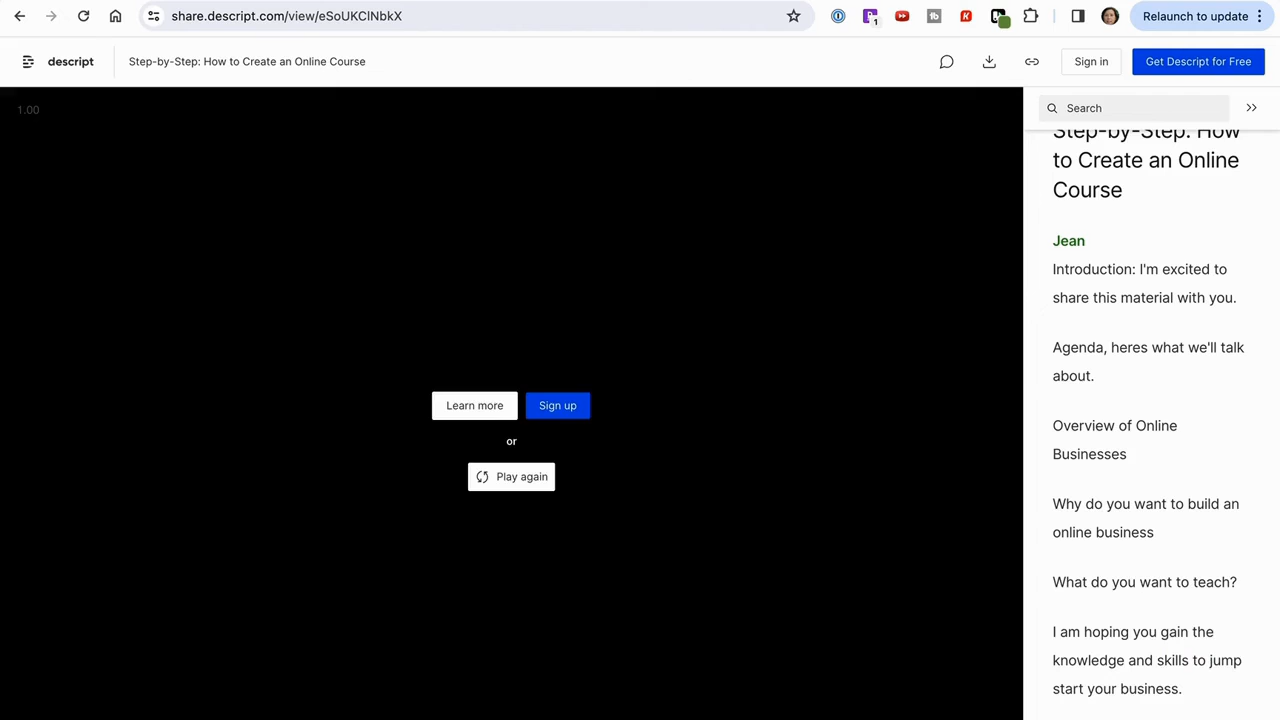 share.descript.com/view/eSoUKClNbkX
1
Relaunch to update
descript
Step-by-Step: How to Create an Online Course
Sign in
Get Descript for Free
1.00
Search
Step-by-Step: How
to Create an Online
Course
Jean
Introduction: I'm excited to
share this material with you.
Agenda, heres what we'll talk
about.
Overview of Online
Businesses
Why do you want to build an
online business
What do you want to teach?
I am hoping you gain the
knowledge and skills to jump
start your business.
Learn more
Sign up
or
Play again